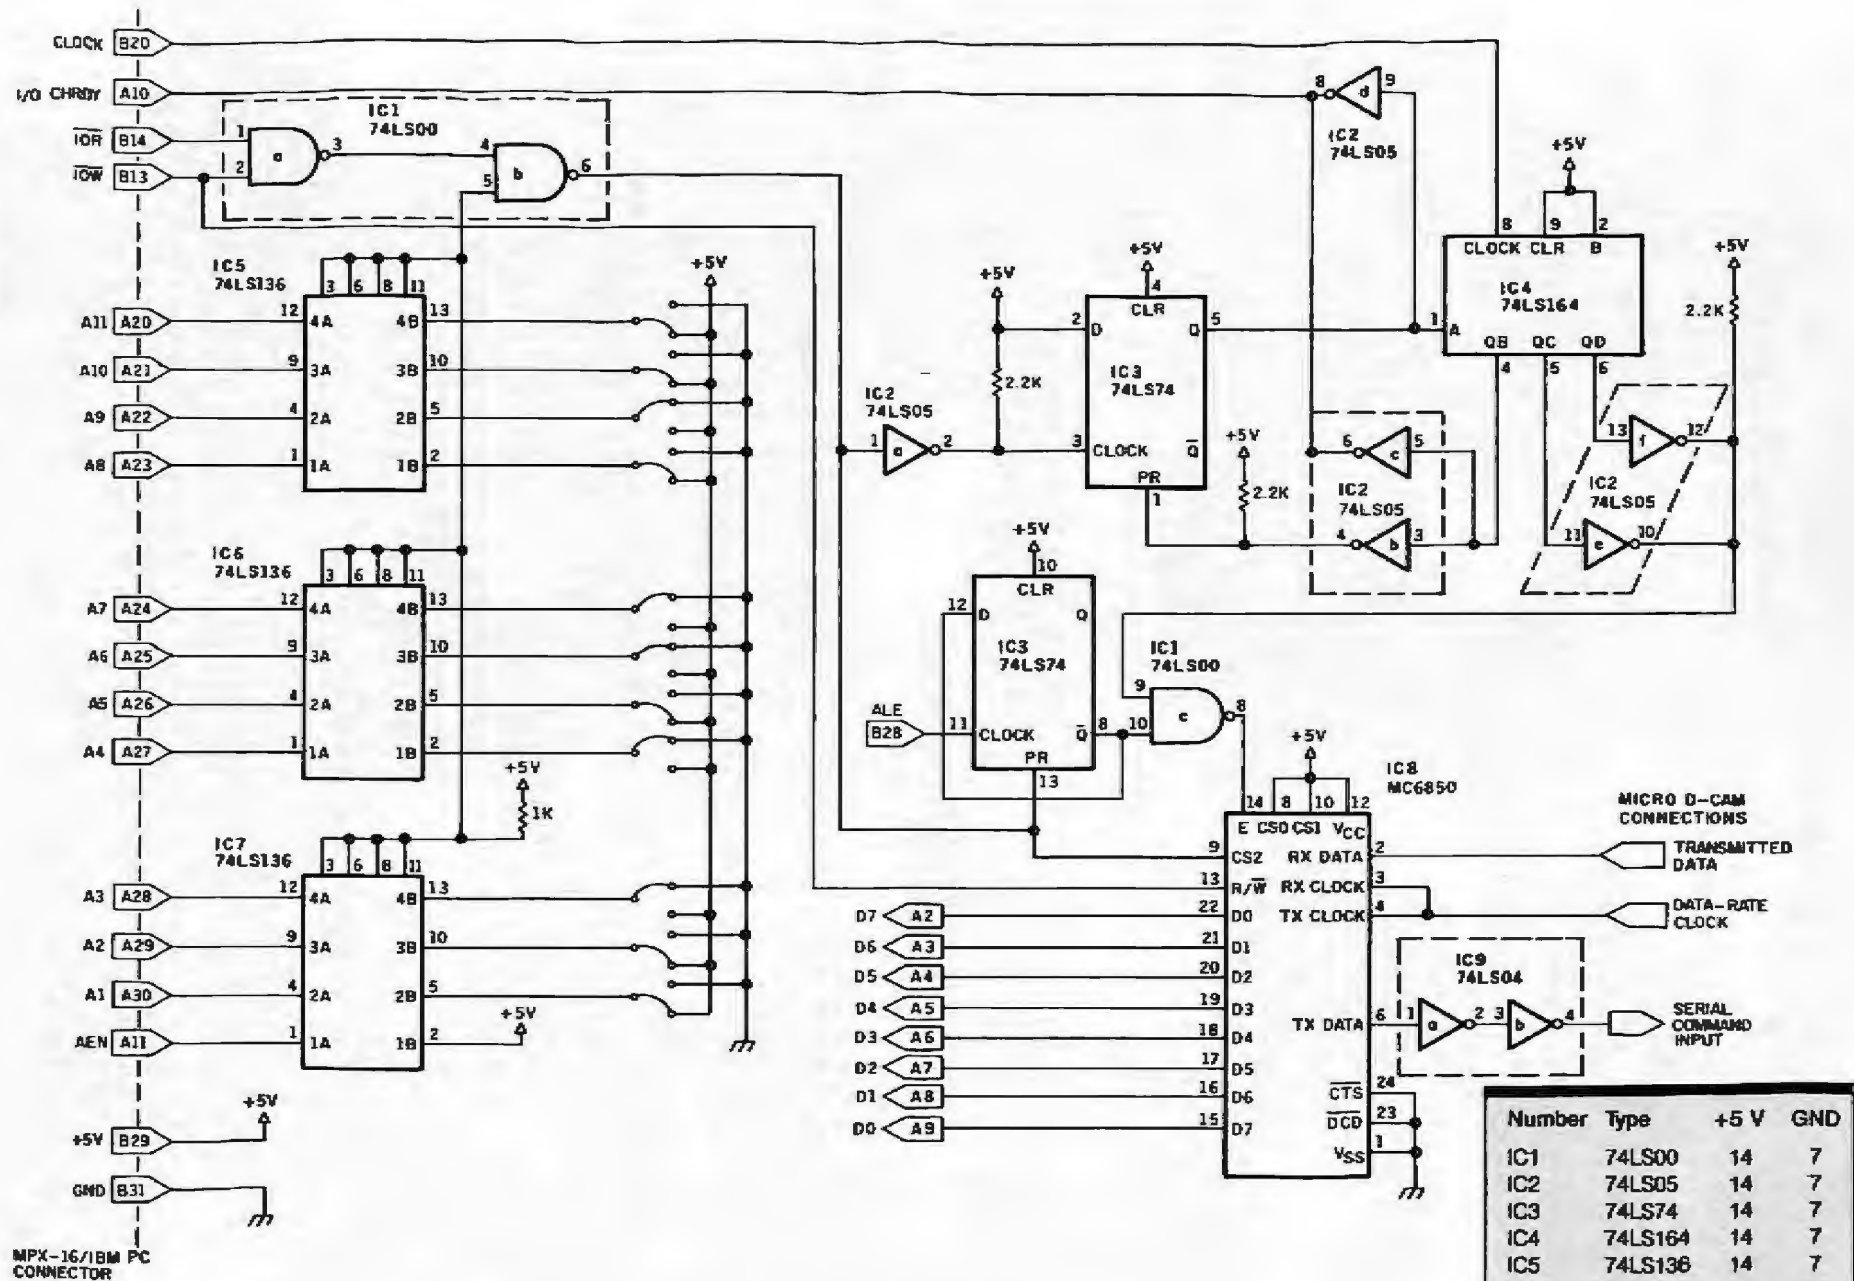 CLOCK B20
I/O CHRDY A10
IOR B14
IOW B13
IC1
74LS00
1
2
a
3
4
5
b
6
IC5
74LS136
3 6 8 11
A11 A20 12 4A 4B 13
A10 A21 9 3A 3B 10
A9 A22 4 2A 2B 5
A8 A23 1 1A 1B 2
+5V
IC6
74LS136
3 6 8 11
A7 A24 12 4A 4B 13
A6 A25 9 3A 3B 10
A5 A26 4 2A 2B 5
A4 A27 1 1A 1B 2
+5V
1K
IC7
74LS136
3 6 8 11
A3 A28 12 4A 4B 13
A2 A29 9 3A 3B 10
A1 A30 4 2A 2B 5
AEN A11 1 1A 1B 2
+5V
+5V
+5V B29
GND B31
MPX-16/IBM PC
CONNECTOR
IC2
74LS05
1 a 2
+5V
2.2K
+5V
4
CLR
2 D Q 5
IC3
74LS74
3 CLOCK Q
PR
1
+5V
2.2K
8 d 9
IC2
74LS05
+5V
8 9 2
CLOCK CLR B
IC4
74LS164
1 A
QB QC QD
4 5 6
+5V
2.2K
6 c 5
IC2
74LS05
4 b 3
13 f 12
IC2
74LS05
11 e 10
+5V
10
CLR
12 D Q
IC3
74LS74
ALE
B28
11 CLOCK Q 8
PR
13
IC1
74LS00
9
10 c 8
+5V
IC8
MC6850
14 8 10 12
E CS0 CS1 VCC
9 CS2 RX DATA 2
13 R/W RX CLOCK 3
D7 A2 22 D0 TX CLOCK 4
D6 A3 21 D1
D5 A4 20 D2
D4 A5 19 D3
D3 A6 18 D4 TX DATA 6
D2 A7 17 D5
D1 A8 16 D6 CTS 24
D0 A9 15 D7 DCD 23
VSS 1
MICRO D-CAM
CONNECTIONS
TRANSMITTED
DATA
DATA-RATE
CLOCK
IC9
74LS04
1 a 2 3 b 4
SERIAL
COMMAND
INPUT
Number Type +5 V GND
IC1 74LS00 14 7
IC2 74LS05 14 7
IC3 74LS74 14 7
IC4 74LS164 14 7
IC5 74LS136 14 7